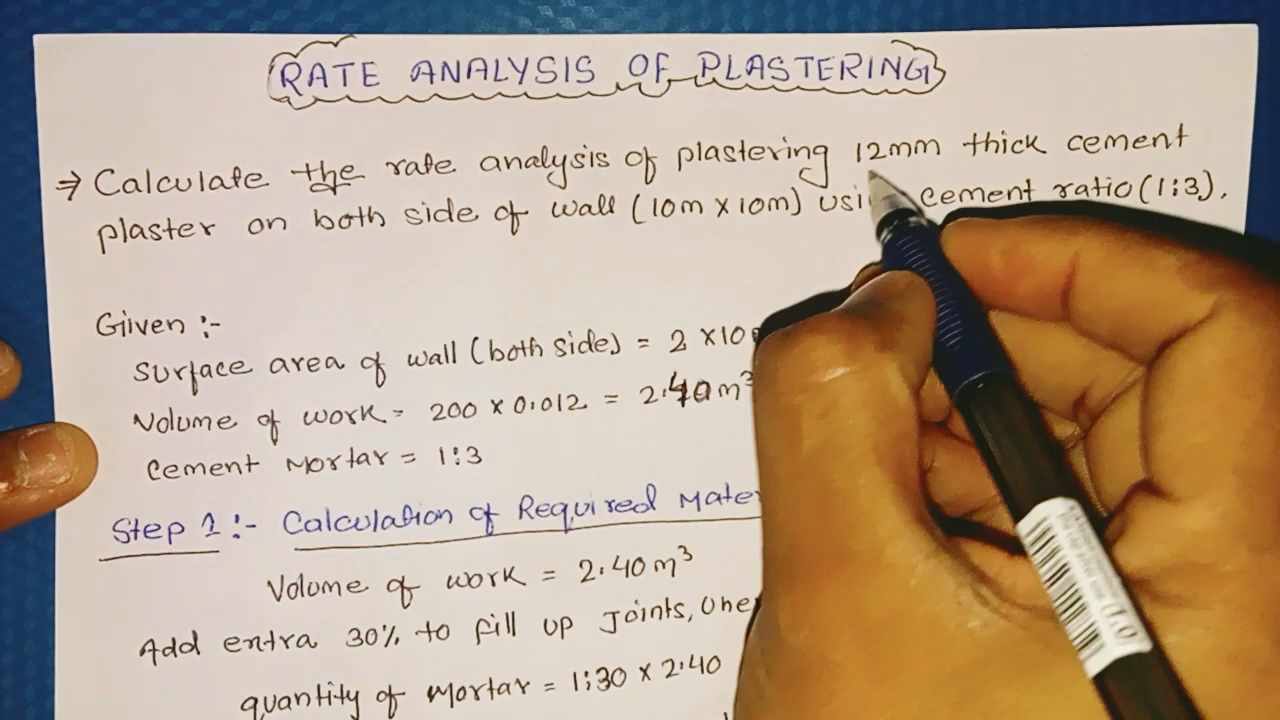 RATE ANALYSIS OF PLASTERING
⇒ Calculate the rate analysis of plastering 12mm thick cement
plaster on both side of wall (10m x 10m) cement ratio (1:3).
Given :-
Surface area of wall (both side) = 2 x 10
Volume of work = 200 x 0.012 = 2.40m³
Cement Mortar = 1:3
Step 1 :- Calculation of Required
Volume of work = 2.40m³
Add extra 30% to fill up Joints,
quantity of mortar = 1:30 x 2.40